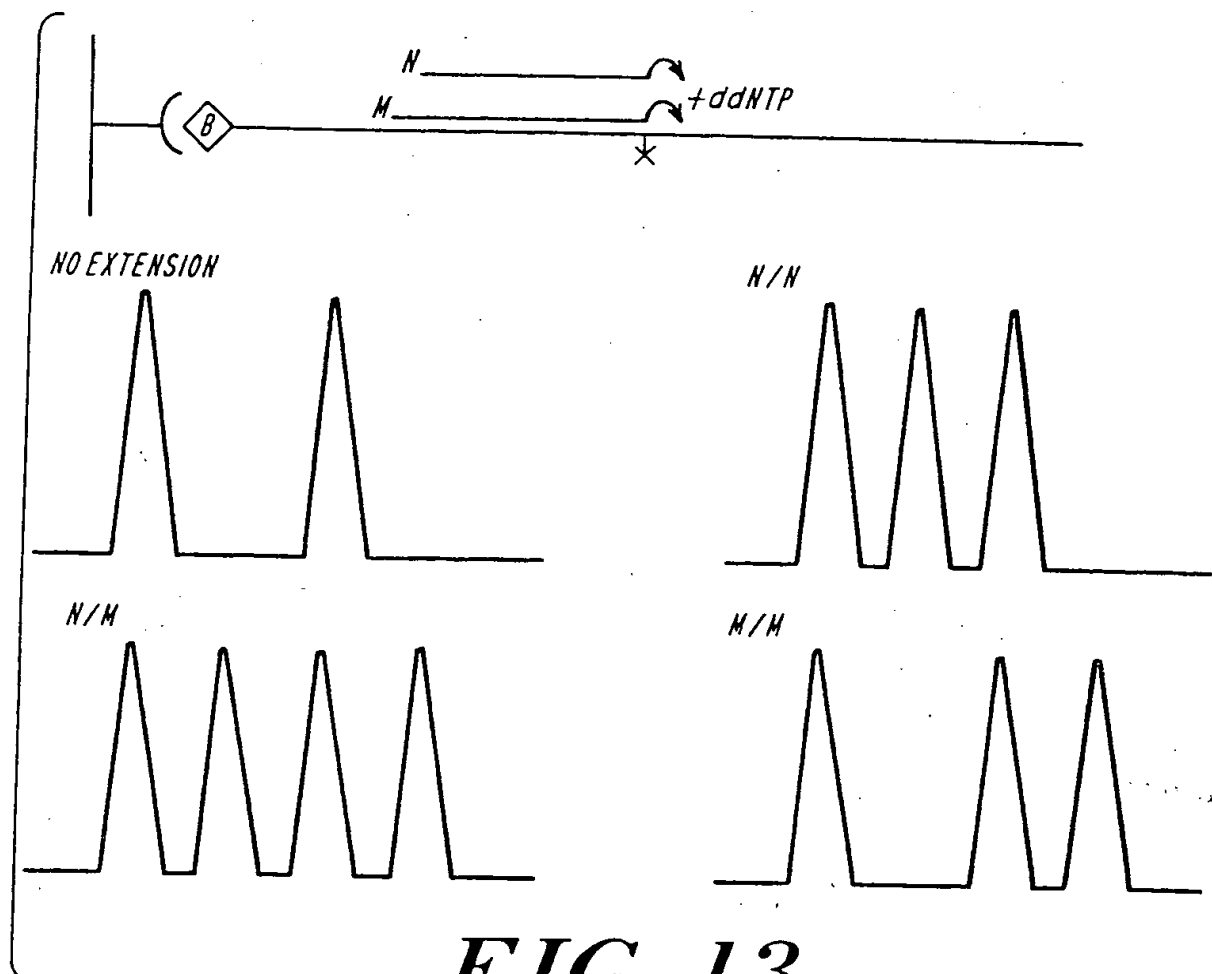 N
+ddNTP
M
B
X
NO EXTENSION
N/N
N/M
M/M
FIG. 13